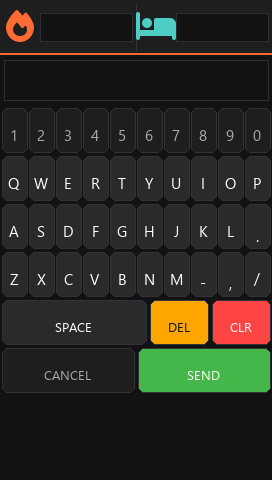 1 2 3 4 5 6 7 8 9 0
Q W E R T Y U I O P
A S D F G H J K L .
Z X C V B N M - , /
SPACE DEL CLR
CANCEL SEND